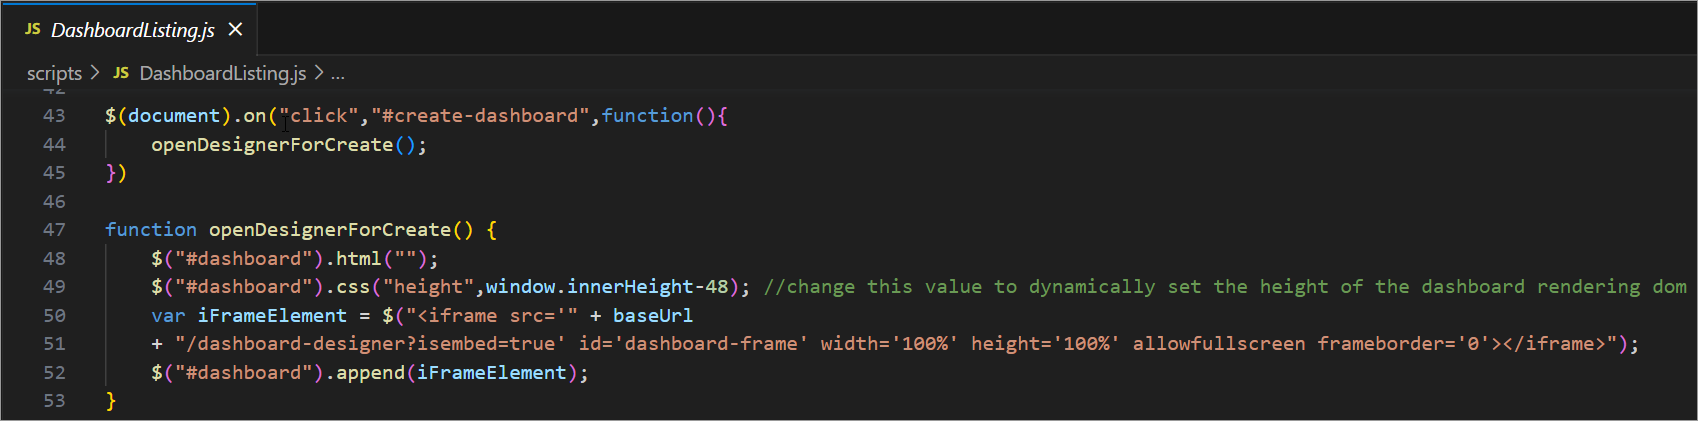 JS DashboardListing.js ×
scripts > JS DashboardListing.js > ...
42
43 $(document).on("click","#create-dashboard",function(){
44 openDesignerForCreate();
45 })
46
47 function openDesignerForCreate() {
48 $("#dashboard").html("");
49 $("#dashboard").css("height",window.innerHeight-48); //change this value to dynamically set the height of the dashboard rendering dom
50 var iFrameElement = $("<iframe src='" + baseUrl
51 + "/dashboard-designer?isembed=true' id='dashboard-frame' width='100%' height='100%' allowfullscreen frameborder='0'></iframe>");
52 $("#dashboard").append(iFrameElement);
53 }